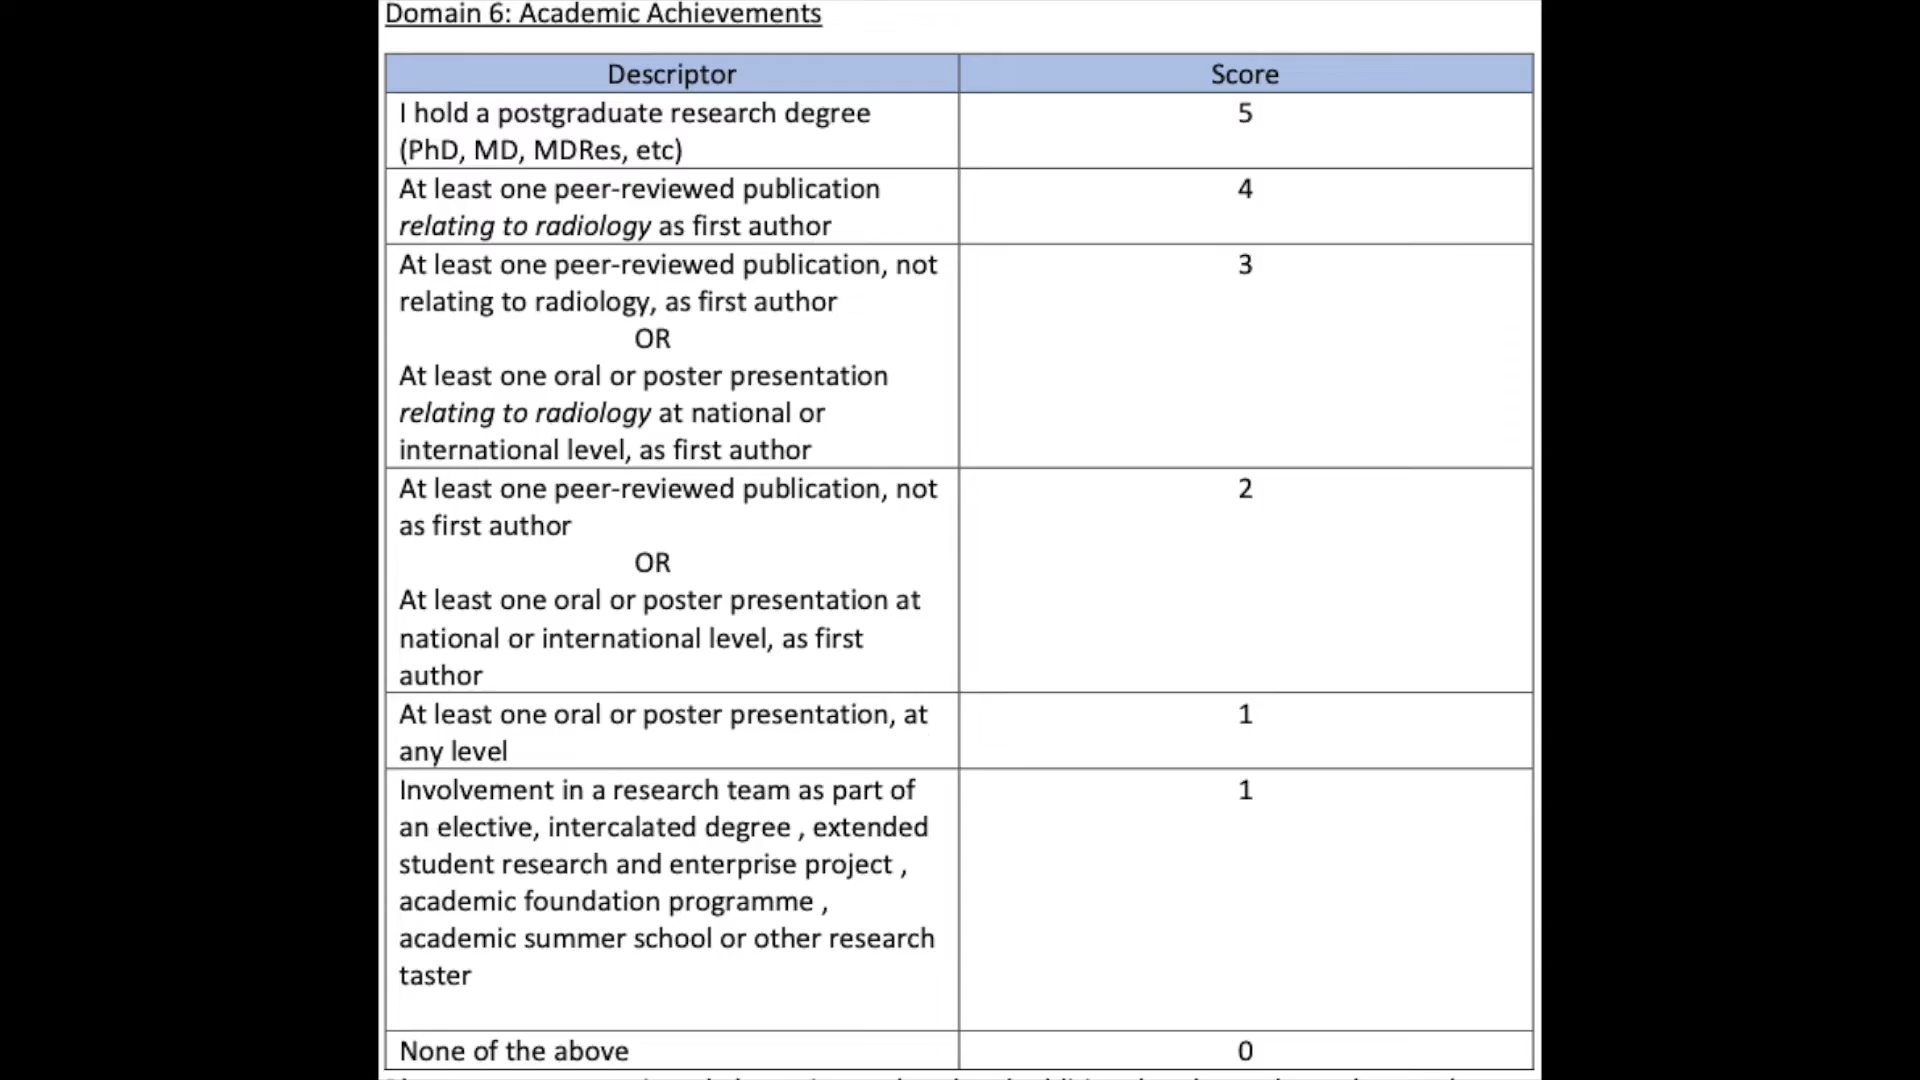 Domain 6: Academic Achievements
Descriptor
Score
I hold a postgraduate research degree
(PhD, MD, MDRes, etc)
5
At least one peer-reviewed publication
relating to radiology as first author
4
At least one peer-reviewed publication, not
relating to radiology, as first author
OR
At least one oral or poster presentation
relating to radiology at national or
international level, as first author
3
At least one peer-reviewed publication, not
as first author
OR
At least one oral or poster presentation at
national or international level, as first
author
2
At least one oral or poster presentation, at
any level
1
Involvement in a research team as part of
an elective, intercalated degree , extended
student research and enterprise project ,
academic foundation programme ,
academic summer school or other research
taster
1
None of the above
0